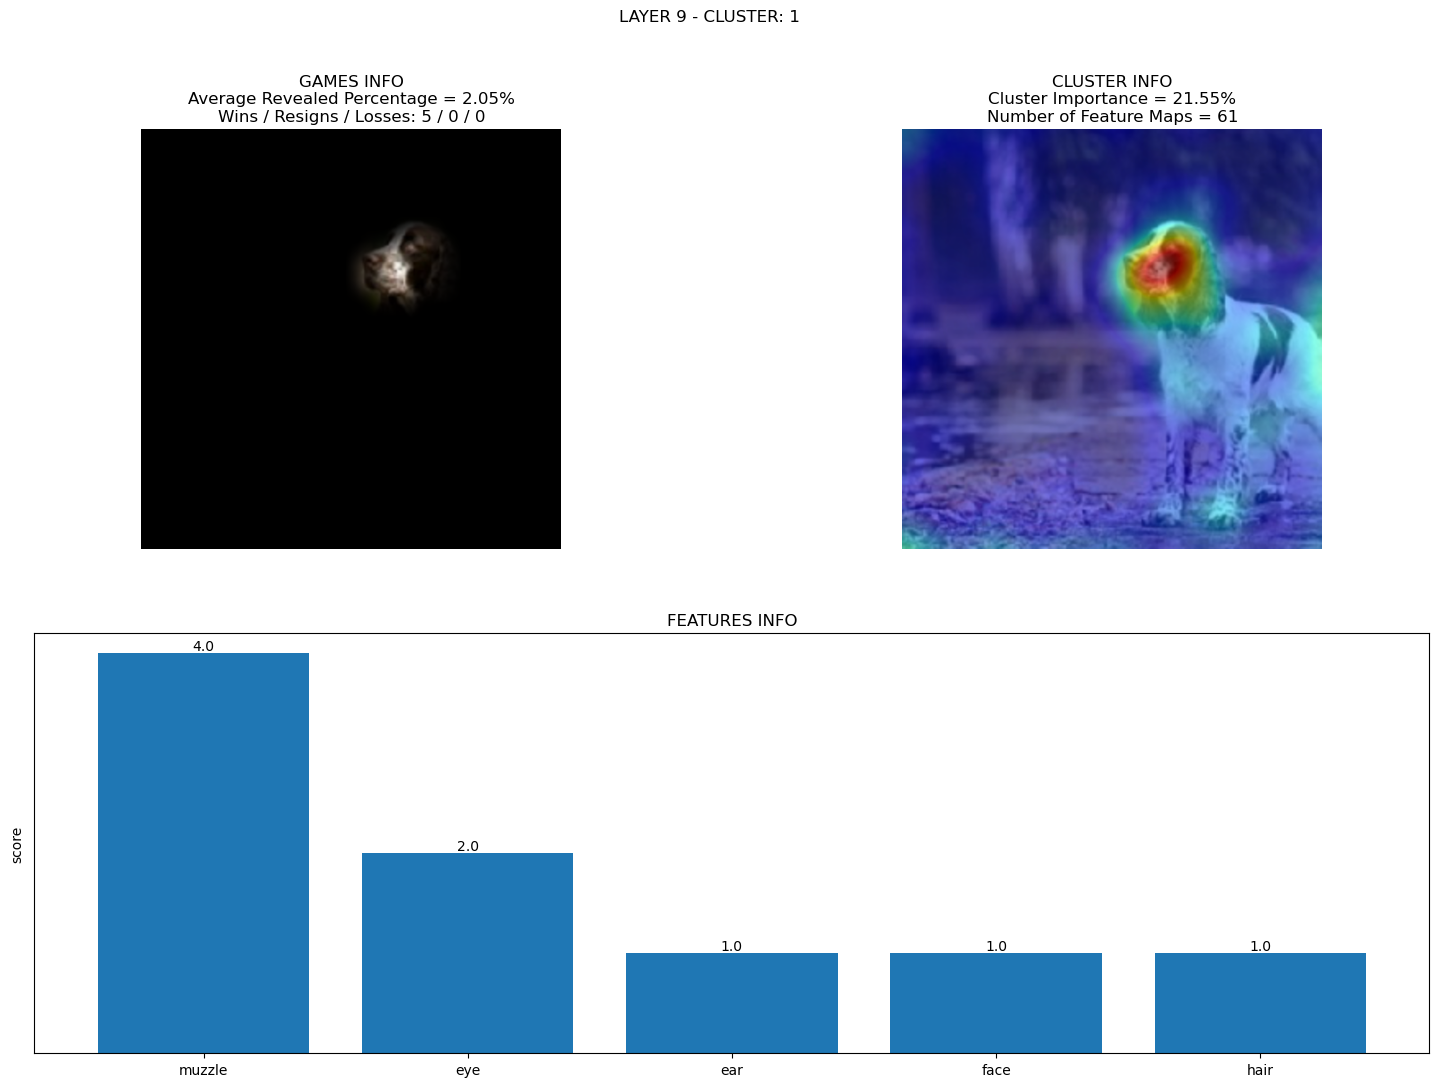 LAYER 9 - CLUSTER: 1
GAMES INFO
Average Revealed Percentage = 2.05%
Wins / Resigns / Losses: 5 / 0 / 0
CLUSTER INFO
Cluster Importance = 21.55%
Number of Feature Maps = 61
FEATURES INFO
score
4.0
2.0
1.0
1.0
1.0
muzzle
eye
ear
face
hair